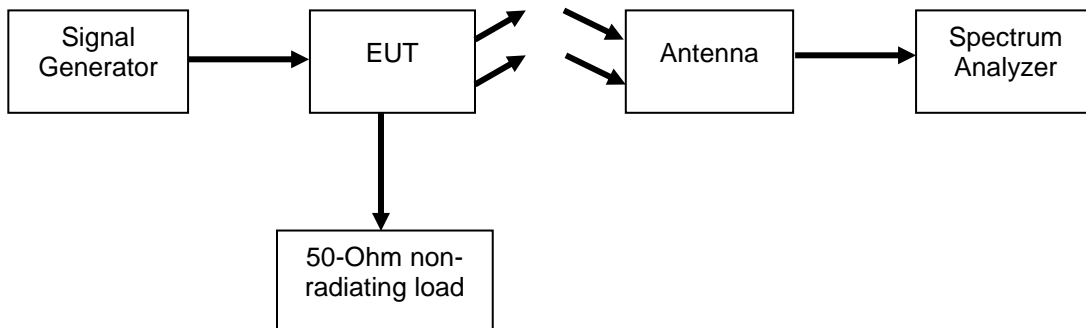 Signal
Generator
EUT
Antenna
Spectrum
Analyzer
50-Ohm non-
radiating load